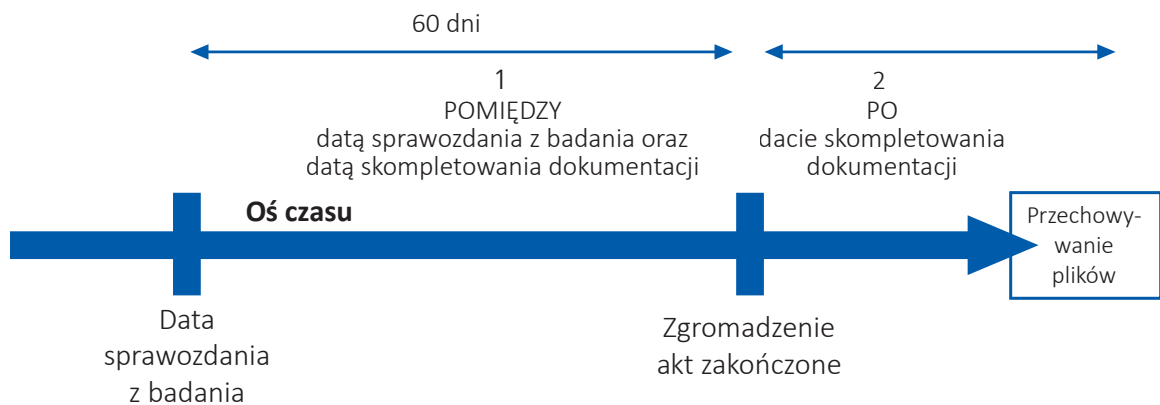 60 dni
1
POMIĘDZY
datą sprawozdania z badania oraz
datą skompletowania dokumentacji
2
PO
dacie skompletowania
dokumentacji
Oś czasu
Przechowy-
wanie
plików
Data
sprawozdania
z badania
Zgromadzenie
akt zakończone